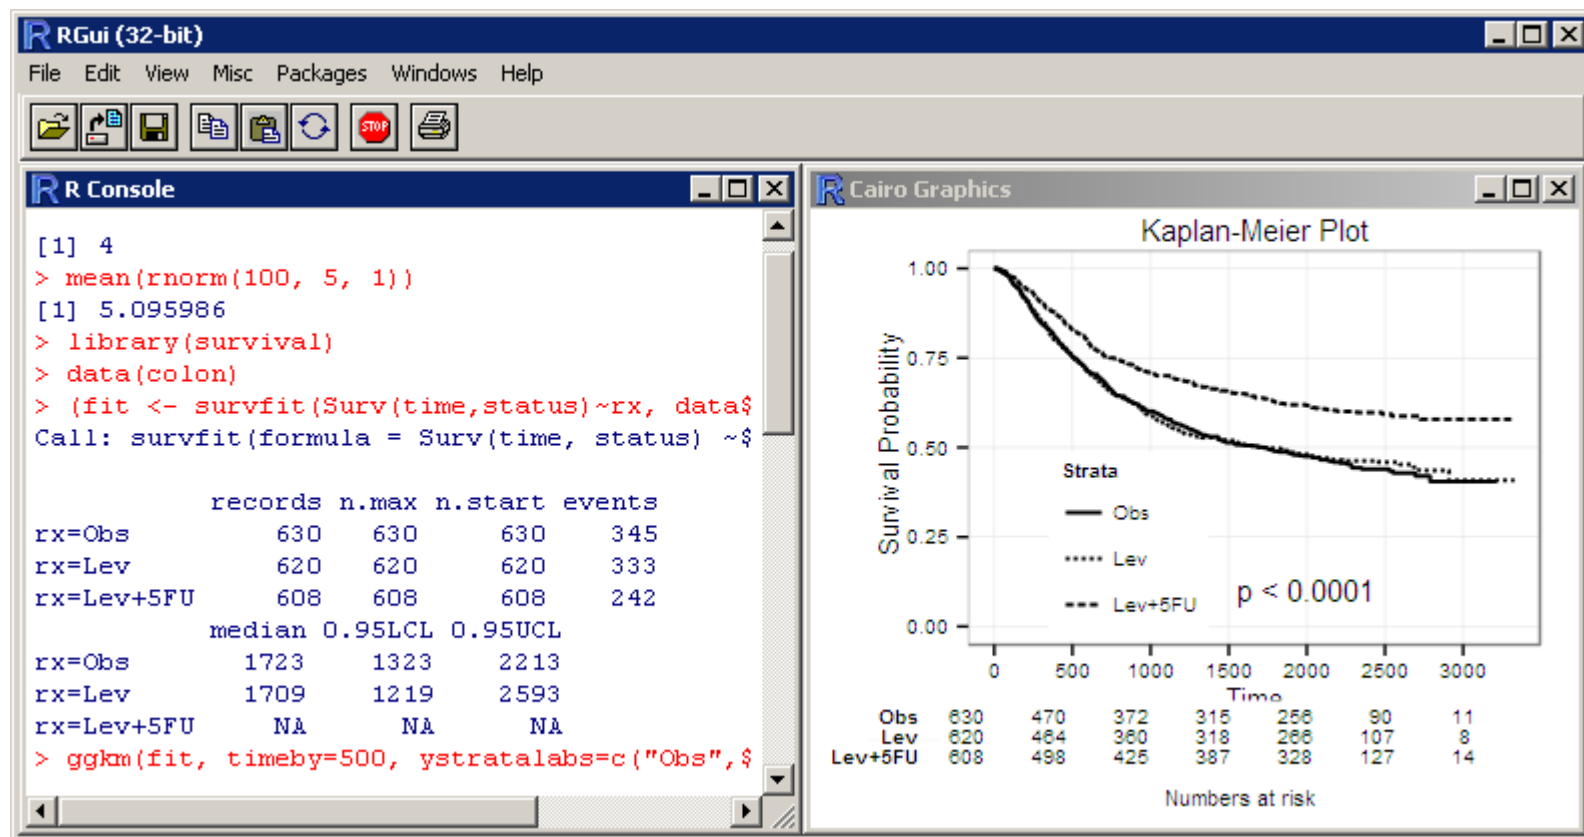 RGui (32-bit)
File Edit View Misc Packages Windows Help
STOP
R Console
[1] 4
> mean(rnorm(100, 5, 1))
[1] 5.095986
> library(survival)
> data(colon)
> (fit <- survfit(Surv(time,status)~rx, data$
Call: survfit(formula = Surv(time, status) ~$
records n.max n.start events
rx=Obs 630 630 630 345
rx=Lev 620 620 620 333
rx=Lev+5FU 608 608 608 242
median 0.95LCL 0.95UCL
rx=Obs 1723 1323 2213
rx=Lev 1709 1219 2593
rx=Lev+5FU NA NA NA
> ggkm(fit, timeby=500, ystratalabs=c("Obs",$
Cairo Graphics
Kaplan-Meier Plot
Survival Probability
1.00
0.75
0.50
0.25
0.00
Strata
Obs
Lev
Lev+5FU
p < 0.0001
0 500 1000 1500 2000 2500 3000
Time
Obs 630 470 372 315 256 90 11
Lev 620 464 360 318 266 107 8
Lev+5FU 608 498 425 387 328 127 14
Numbers at risk